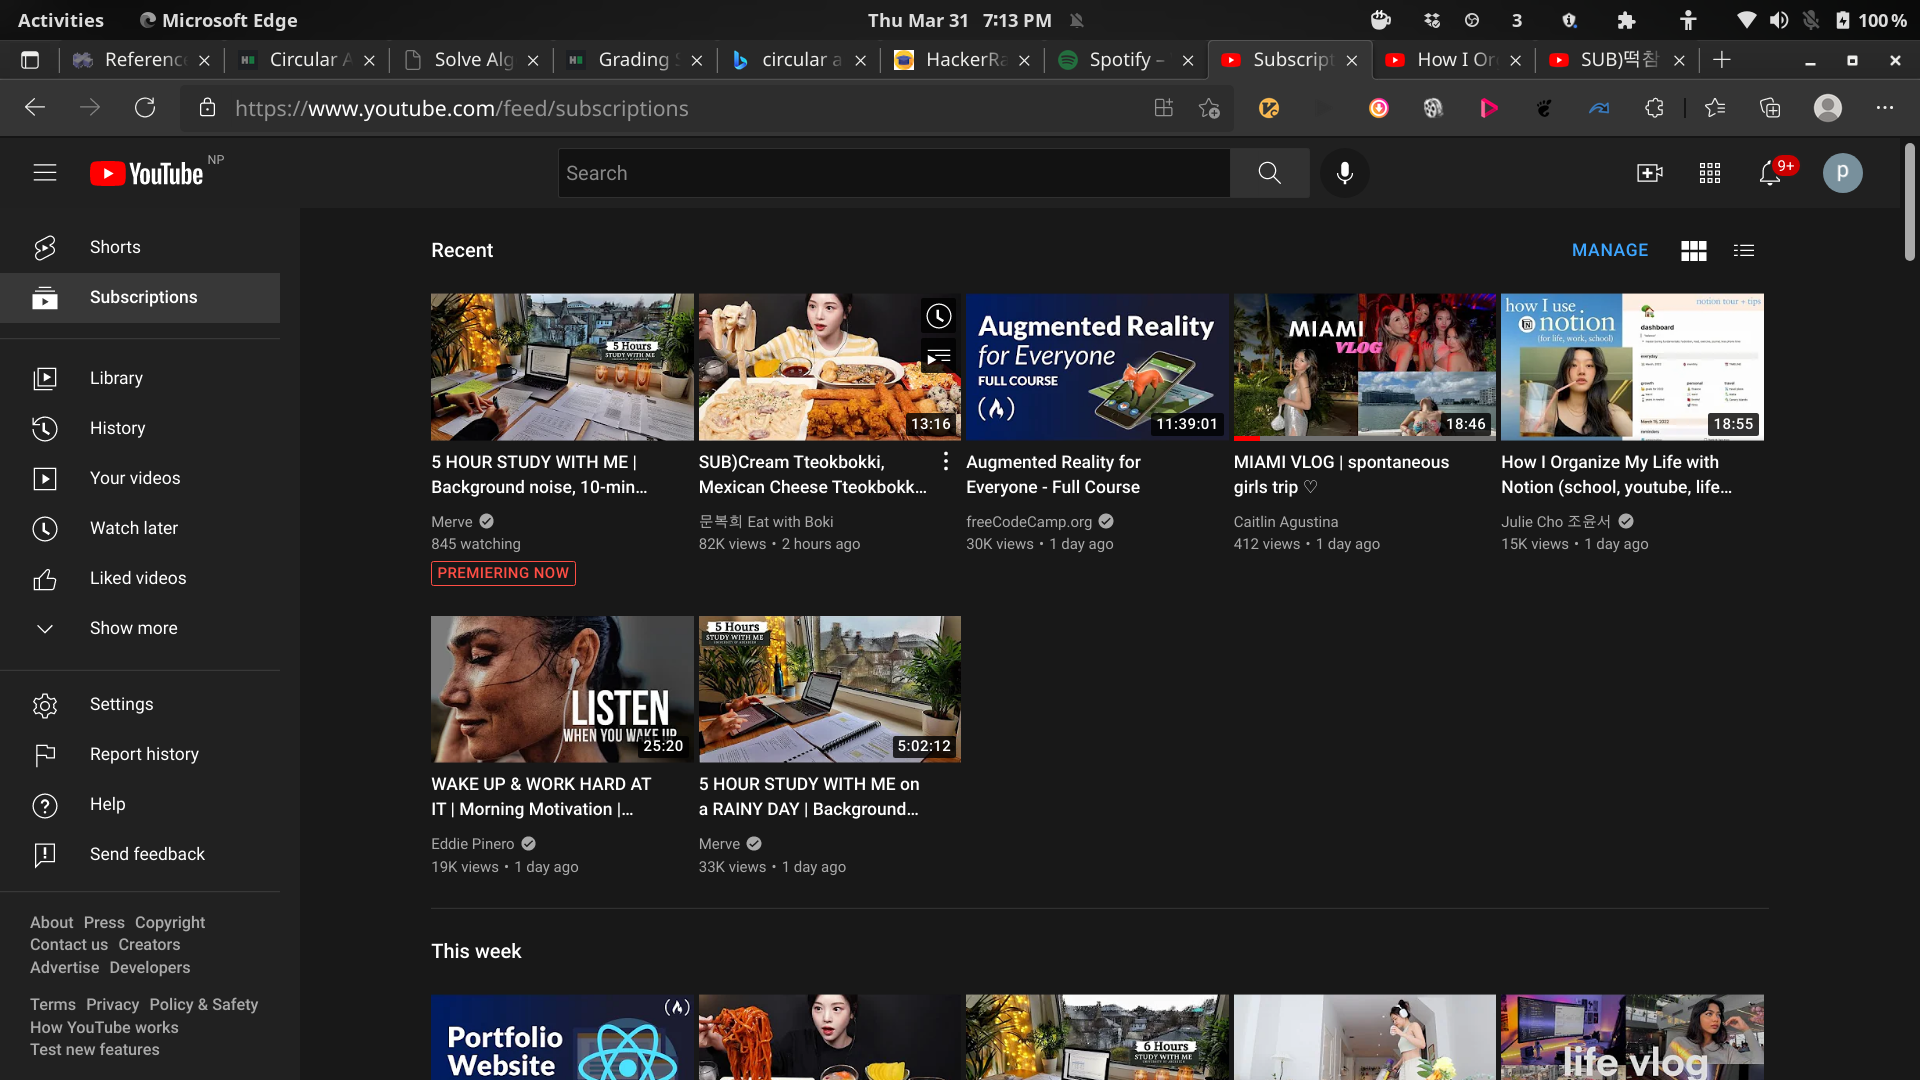 Activities
Microsoft Edge
Thu Mar 31 7:13 PM
3
100 %
Reference
Circular A
Solve Alg
Grading S
circular a
HackerRa
Spotify –
Subscript
How I Or
SUB)떡참
https://www.youtube.com/feed/subscriptions
YouTube NP
Search
9+
p
Shorts
Subscriptions
Library
History
Your videos
Watch later
Liked videos
Show more
Settings
Report history
Help
Send feedback
About Press Copyright
Contact us Creators
Advertise Developers
Terms Privacy Policy & Safety
How YouTube works
Test new features
Recent
MANAGE
5 Hours
STUDY WITH ME
13:16
Augmented Reality
for Everyone
FULL COURSE
11:39:01
MIAMI
VLOG
18:46
how I use
notion
(for life, work, school)
notion tour + tips
dashboard
18:55
5 HOUR STUDY WITH ME |
Background noise, 10-min...
Merve
845 watching
PREMIERING NOW
SUB)Cream Tteokbokki,
Mexican Cheese Tteokbokk...
문복희 Eat with Boki
82K views • 2 hours ago
Augmented Reality for
Everyone - Full Course
freeCodeCamp.org
30K views • 1 day ago
MIAMI VLOG | spontaneous
girls trip ♡
Caitlin Agustina
412 views • 1 day ago
How I Organize My Life with
Notion (school, youtube, life...
Julie Cho 조윤서
15K views • 1 day ago
LISTEN
WHEN YOU WAKE UP
25:20
5 Hours
STUDY WITH ME
5:02:12
WAKE UP & WORK HARD AT
IT | Morning Motivation |...
Eddie Pinero
19K views • 1 day ago
5 HOUR STUDY WITH ME on
a RAINY DAY | Background...
Merve
33K views • 1 day ago
This week
Portfolio
Website
6 Hours
STUDY WITH ME
life vlog